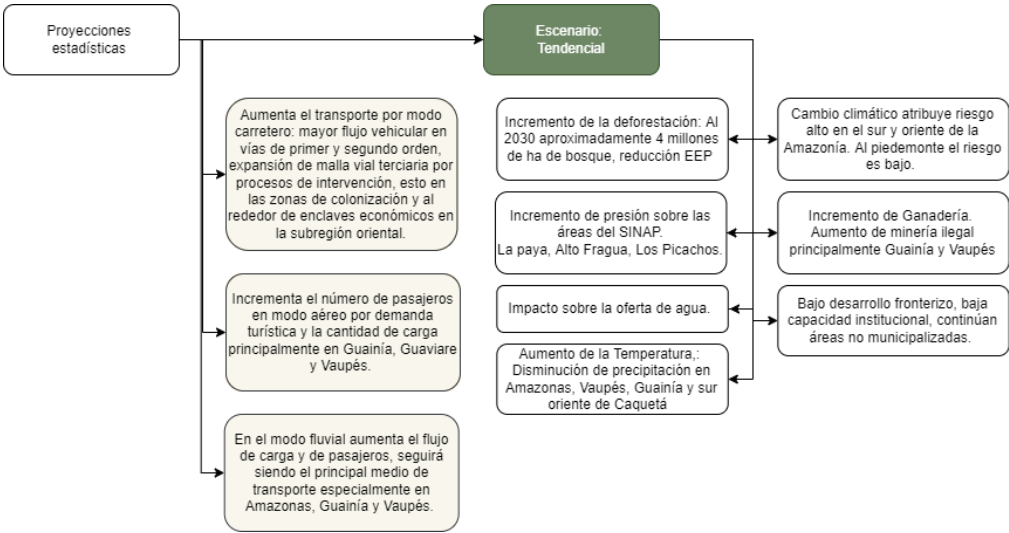 Proyecciones
estadísticas
Escenario:
Tendencial
Aumenta el transporte por modo
carretero: mayor flujo vehicular en
vías de primer y segundo orden,
expansión de malla vial terciaria por
procesos de intervención, esto en
las zonas de colonización y al
rededor de enclaves económicos en
la subregión oriental.
Incrementa el número de pasajeros
en modo aéreo por demanda
turística y la cantidad de carga
principalmente en Guainía, Guaviare
y Vaupés.
En el modo fluvial aumenta el flujo
de carga y de pasajeros, seguirá
siendo el principal medio de
transporte especialmente en
Amazonas, Guainía y Vaupés.
Incremento de la deforestación: Al
2030 aproximadamente 4 millones
de ha de bosque, reducción EEP
Incremento de presión sobre las
áreas del SINAP.
La paya, Alto Fragua, Los Picachos.
Impacto sobre la oferta de agua.
Aumento de la Temperatura,:
Disminución de precipitación en
Amazonas, Vaupés, Guainía y sur
oriente de Caquetá
Cambio climático atribuye riesgo
alto en el sur y oriente de la
Amazonía. Al piedemonte el riesgo
es bajo.
Incremento de Ganadería.
Aumento de minería ilegal
principalmente Guainía y Vaupés
Bajo desarrollo fronterizo, baja
capacidad institucional, continúan
áreas no municipalizadas.